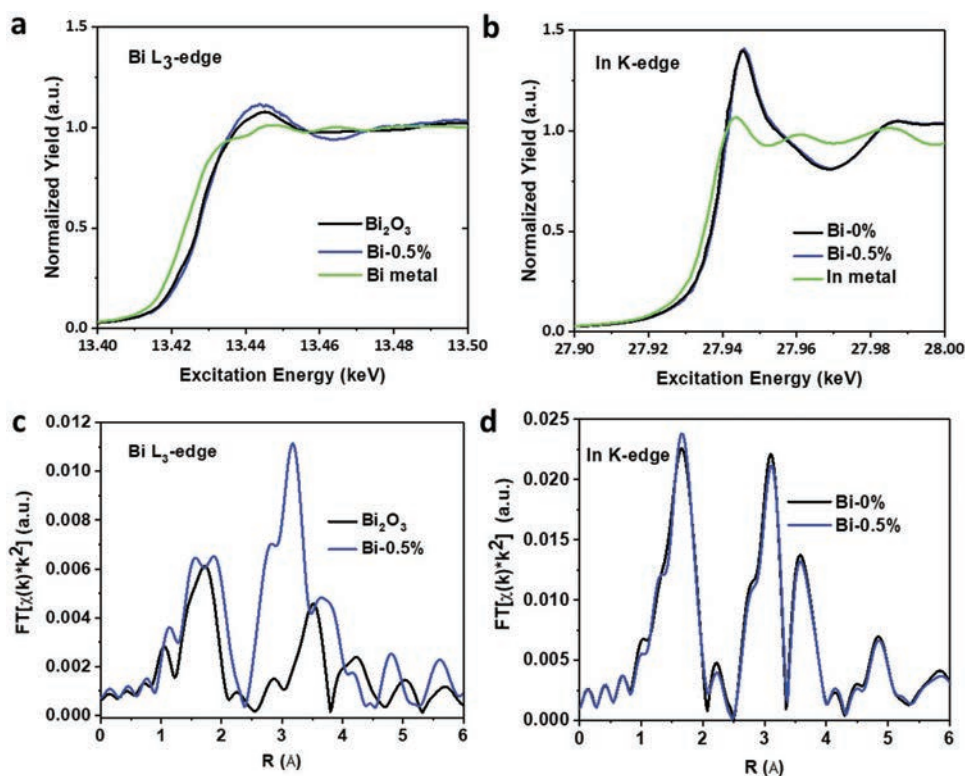 a
Bi L3-edge
Normalized Yield (a.u.)
1.5
1.0
0.5
0.0
Bi2O3
Bi-0.5%
Bi metal
13.40 13.42 13.44 13.46 13.48 13.50
Excitation Energy (keV)
b
In K-edge
Normalized Yield (a.u.)
1.5
1.0
0.5
0.0
Bi-0%
Bi-0.5%
In metal
27.90 27.92 27.94 27.96 27.98 28.00
Excitation Energy (keV)
c
Bi L3-edge
FT[χ(k)*k2] (a.u.)
0.012
0.010
0.008
0.006
0.004
0.002
0.000
Bi2O3
Bi-0.5%
0 1 2 3 4 5 6
R (Å)
d
In K-edge
FT[χ(k)*k2] (a.u.)
0.025
0.020
0.015
0.010
0.005
0.000
Bi-0%
Bi-0.5%
0 1 2 3 4 5 6
R (Å)